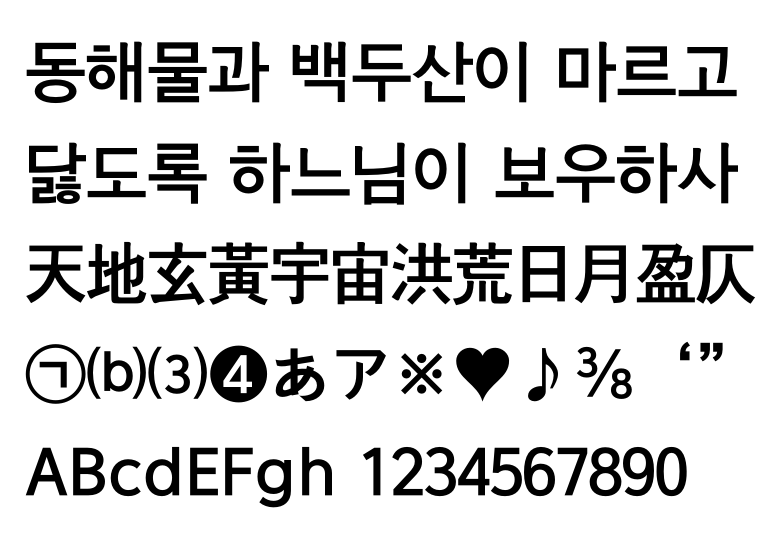 동해물과 백두산이 마르고
닳도록 하느님이 보우하사
天地玄黃宇宙洪荒日月盈仄
㉠⒝⑶❹あア※♥♪⅜‘”
ABcdEFgh 1234567890